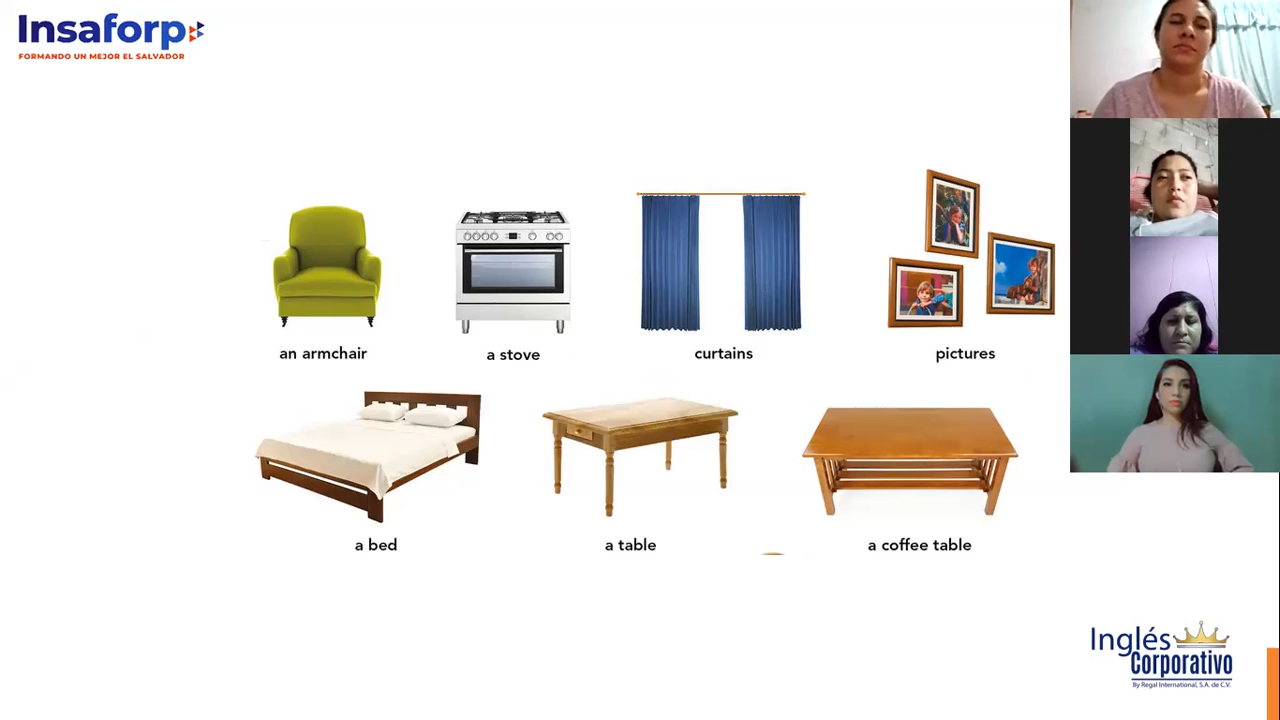 Insaforp
FORMANDO UN MEJOR EL SALVADOR
an armchair
a stove
curtains
pictures
a bed
a table
a coffee table
Inglés
Corporativo
By Regal International, S.A. de C.V.